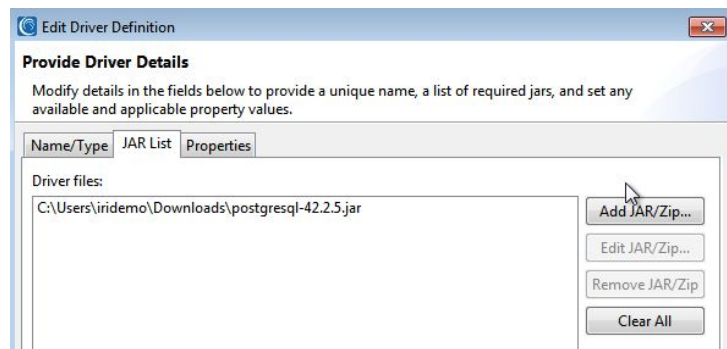 Edit Driver Definition
Provide Driver Details
Modify details in the fields below to provide a unique name, a list of required jars, and set any
available and applicable property values.
Name/Type JAR List Properties
Driver files:
C:\Users\iridemo\Downloads\postgresql-42.2.5.jar
Add JAR/Zip...
Edit JAR/Zip...
Remove JAR/Zip
Clear All